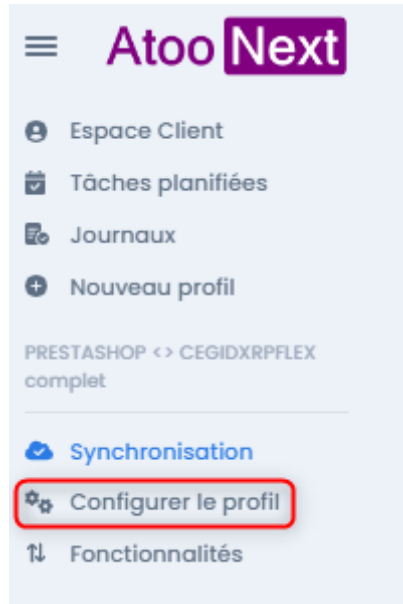 Atoo Next
Espace Client
Tâches planifiées
Journaux
Nouveau profil
PRESTASHOP <> CEGIDXRPFLEX
complet
Synchronisation
Configurer le profil
Fonctionnalités